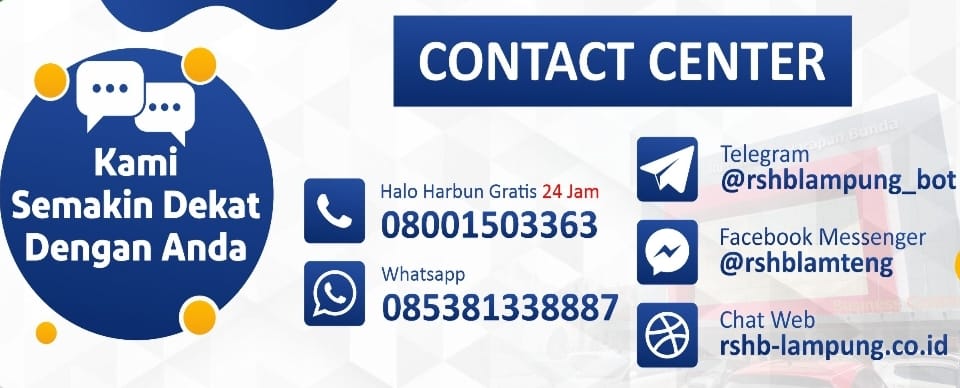 Kami
Semakin Dekat
Dengan Anda
CONTACT CENTER
Halo Harbun Gratis 24 Jam
08001503363
Whatsapp
085381338887
Telegram
@rshblampung_bot
Facebook Messenger
@rshblamteng
Chat Web
rshb-lampung.co.id
Bunda